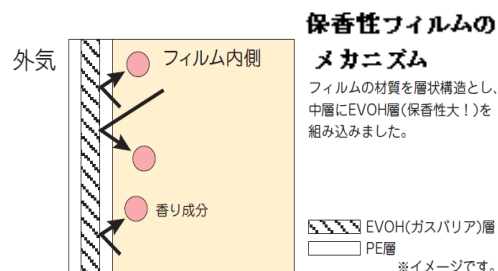 保香性フィルムの
メカニズム
外気
フィルム内側
フィルムの材質を層状構造とし、
中層にEVOH層(保香性大！)を
組み込みました。
香り成分
EVOH(ガスバリア)層
PE層
※イメージです。